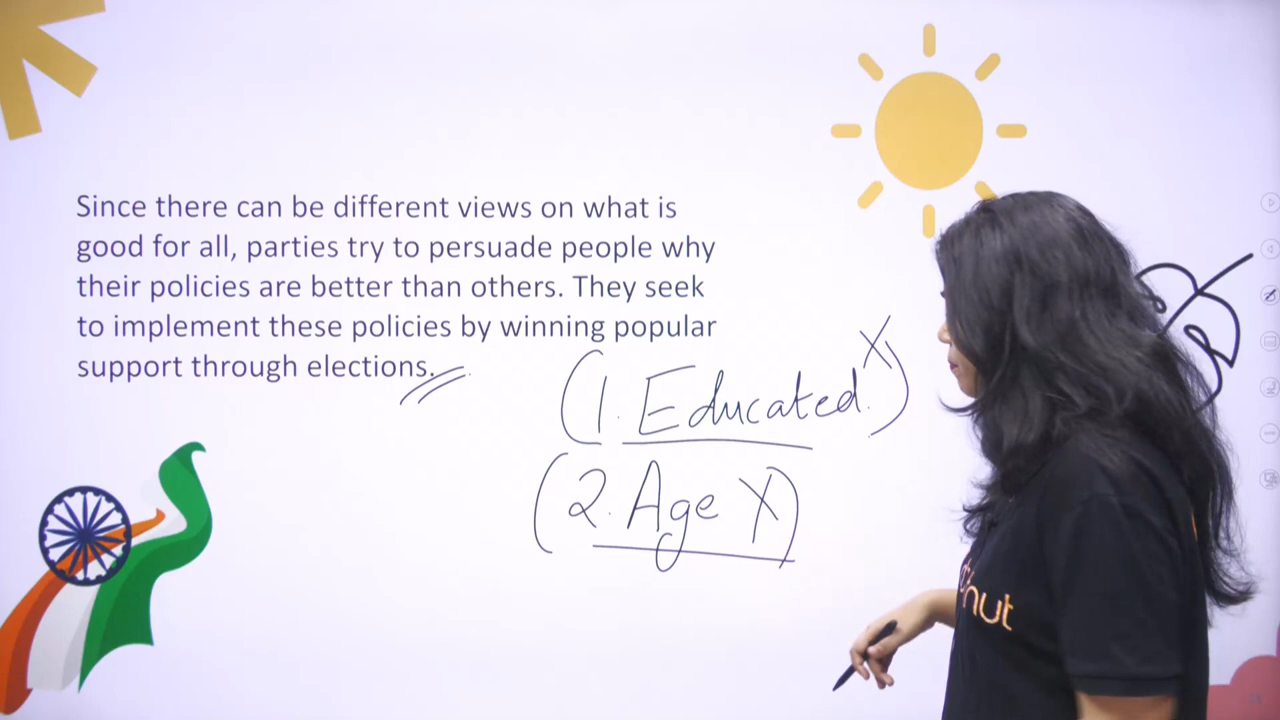 Since there can be different views on what is
good for all, parties try to persuade people why
their policies are better than others. They seek
to implement these policies by winning popular
support through elections.
(1. Educated. X)
(2. Age X)
nut